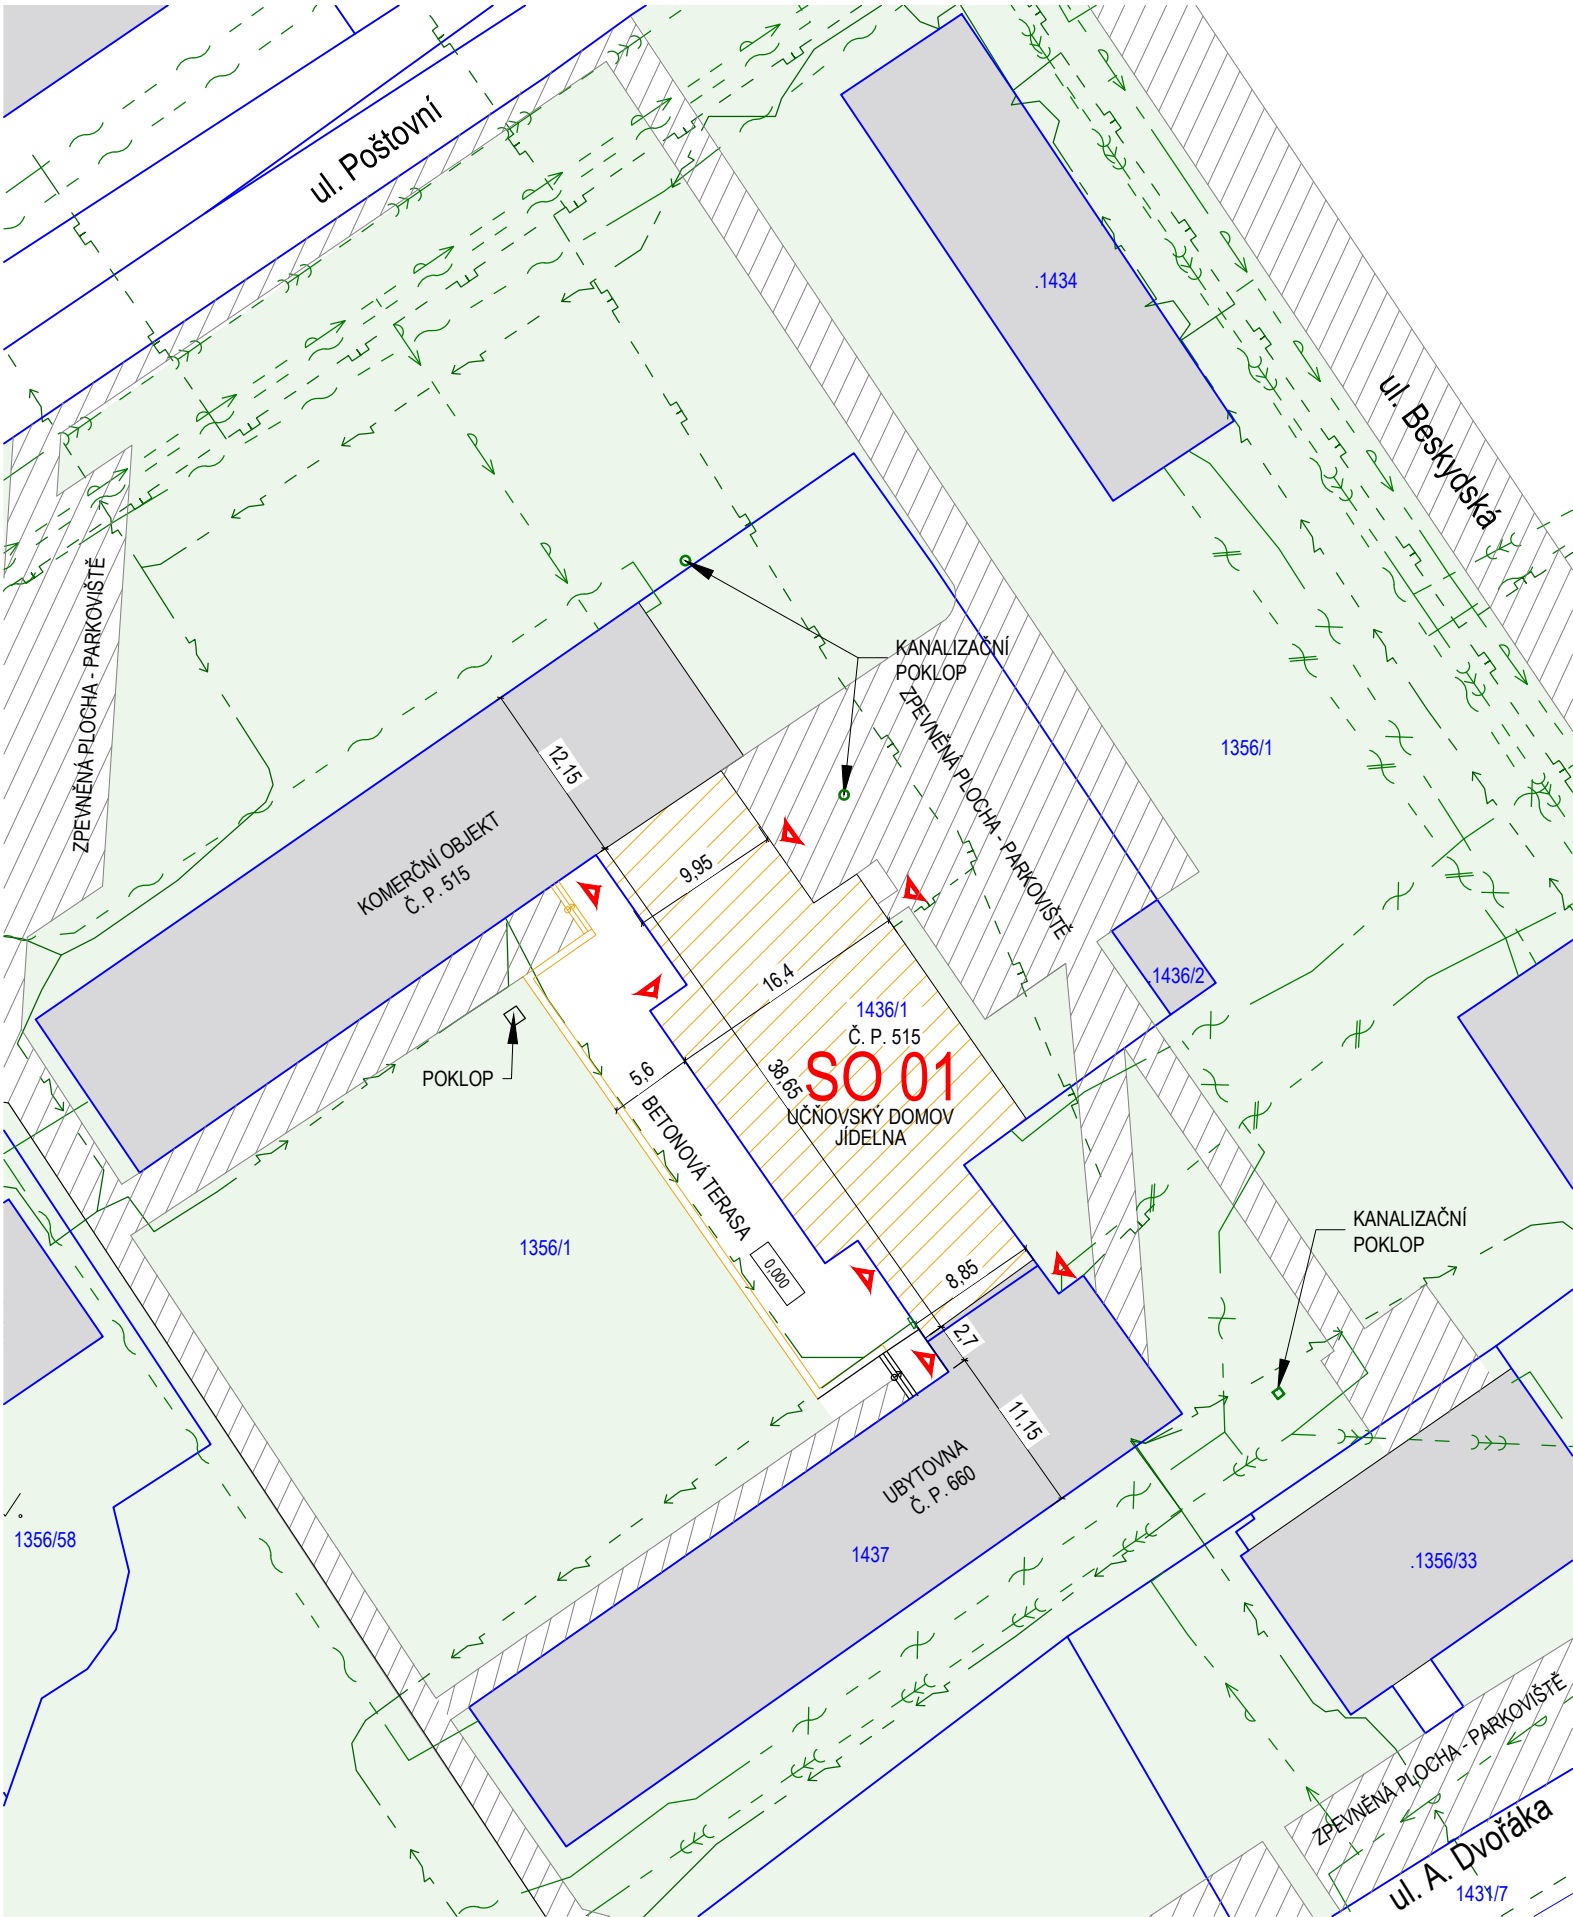 ul. Poštovní
.1434
ul. Beskydská
ZPEVNĚNÁ PLOCHA - PARKOVIŠTĚ
KANALIZAČNÍ
POKLOP
ZPEVNĚNÁ PLOCHA - PARKOVIŠTĚ
1356/1
12,15
KOMERČNÍ OBJEKT
Č. P. 515
9,95
16,4
.1436/2
1436/1
Č. P. 515
SO 01
UČŇOVSKÝ DOMOV
JÍDELNA
38,65
5,6
POKLOP
BETONOVÁ TERASA
0,000
1356/1
KANALIZAČNÍ
POKLOP
8,85
2,7
11,15
UBYTOVNA
Č. P. 660
1437
1356/58
.1356/33
ZPEVNĚNÁ PLOCHA - PARKOVIŠTĚ
ul. A. Dvořáka
1431/7